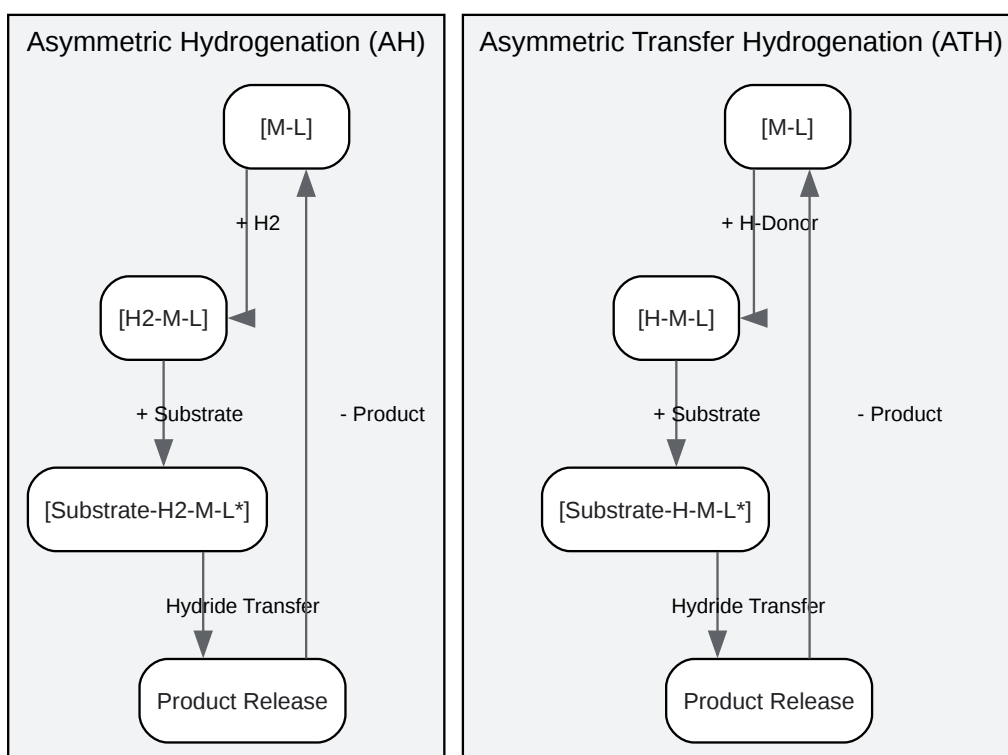 Asymmetric Hydrogenation (AH)
[M-L]
+ H2
[H2-M-L]
+ Substrate
- Product
[Substrate-H2-M-L*]
Hydride Transfer
Product Release
Asymmetric Transfer Hydrogenation (ATH)
[M-L]
+ H-Donor
[H-M-L]
+ Substrate
- Product
[Substrate-H-M-L*]
Hydride Transfer
Product Release